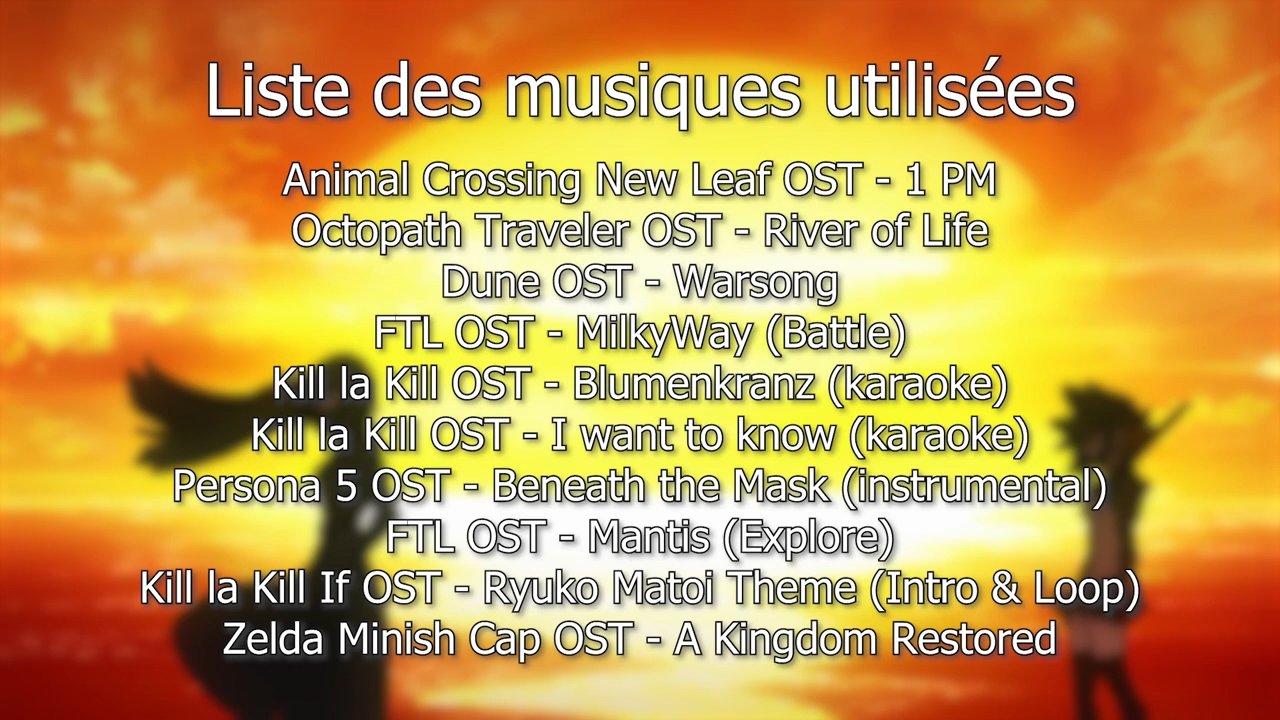 Liste des musiques utilisées
Animal Crossing New Leaf OST - 1 PM
Octopath Traveler OST - River of Life
Dune OST - Warsong
FTL OST - MilkyWay (Battle)
Kill la Kill OST - Blumenkranz (karaoke)
Kill la Kill OST - I want to know (karaoke)
Persona 5 OST - Beneath the Mask (instrumental)
FTL OST - Mantis (Explore)
Kill la Kill If OST - Ryuko Matoi Theme (Intro & Loop)
Zelda Minish Cap OST - A Kingdom Restored